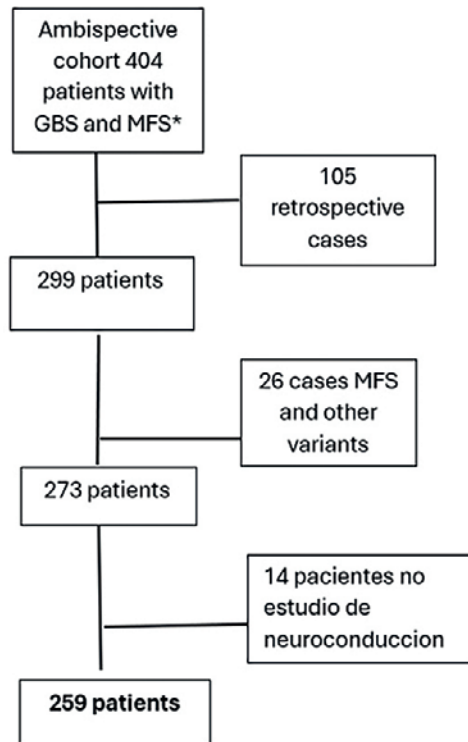 Ambispective
cohort 404
patients with
GBS and MFS*
105
retrospective
cases
299 patients
26 cases MFS
and other
variants
273 patients
14 pacientes no
estudio de
neuroconduccion
259 patients